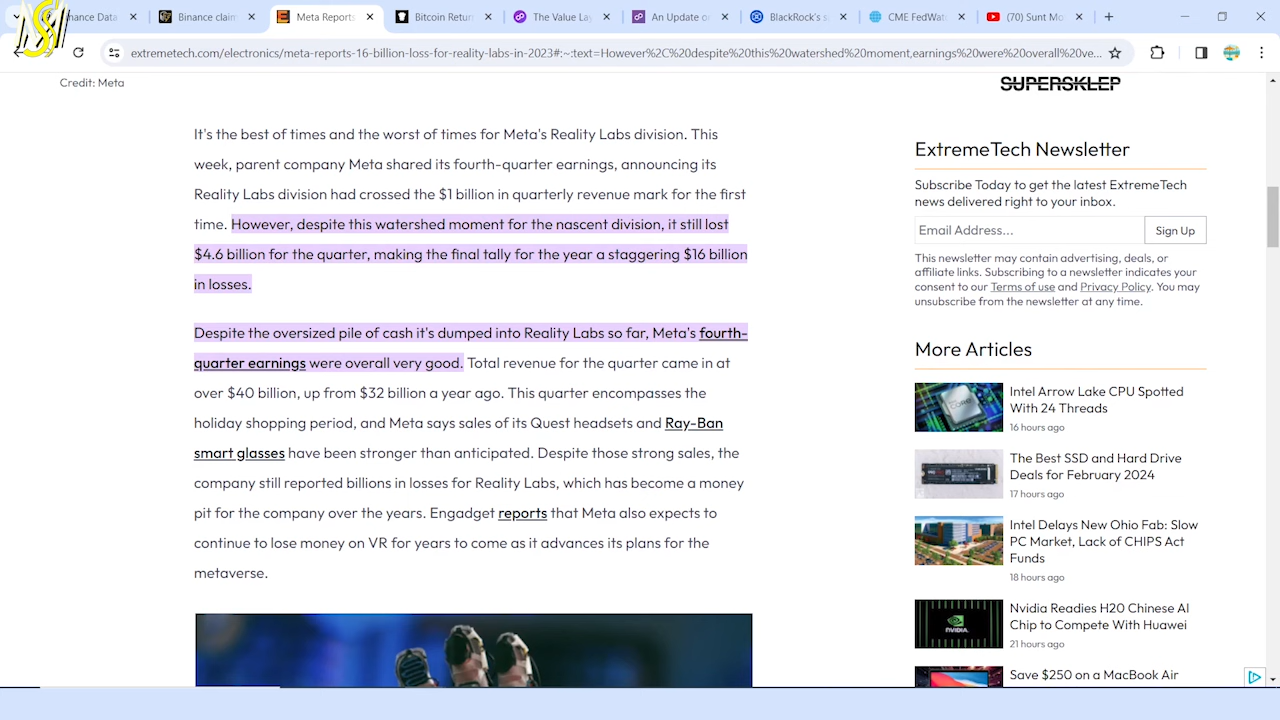 MS
Binance Data
Binance claim
Meta Reports
Bitcoin Retu
The Value Lay
An Update o
BlackRock's s
CME FedWat
(70) Sunt Mo
extremetech.com/electronics/meta-reports-16-billion-loss-for-reality-labs-in-2023#:~:text=However%2C%20despite%20this%20watershed%20moment,earnings%20were%20overall%20ve...
Credit: Meta
SUPERSKLEP
It's the best of times and the worst of times for Meta's Reality Labs division. This
week, parent company Meta shared its fourth-quarter earnings, announcing its
Reality Labs division had crossed the $1 billion in quarterly revenue mark for the first
time. However, despite this watershed moment for the nascent division, it still lost
$4.6 billion for the quarter, making the final tally for the year a staggering $16 billion
in losses.
Despite the oversized pile of cash it's dumped into Reality Labs so far, Meta's fourth-
quarter earnings were overall very good. Total revenue for the quarter came in at
over $40 billion, up from $32 billion a year ago. This quarter encompasses the
holiday shopping period, and Meta says sales of its Quest headsets and Ray-Ban
smart glasses have been stronger than anticipated. Despite those strong sales, the
company still reported billions in losses for Reality Labs, which has become a money
pit for the company over the years. Engadget reports that Meta also expects to
continue to lose money on VR for years to come as it advances its plans for the
metaverse.
ExtremeTech Newsletter
Subscribe Today to get the latest ExtremeTech
news delivered right to your inbox.
Email Address...
Sign Up
This newsletter may contain advertising, deals, or
affiliate links. Subscribing to a newsletter indicates your
consent to our Terms of use and Privacy Policy. You may
unsubscribe from the newsletter at any time.
More Articles
Intel Arrow Lake CPU Spotted
With 24 Threads
16 hours ago
The Best SSD and Hard Drive
Deals for February 2024
17 hours ago
Intel Delays New Ohio Fab: Slow
PC Market, Lack of CHIPS Act
Funds
18 hours ago
Nvidia Readies H20 Chinese AI
Chip to Compete With Huawei
21 hours ago
Save $250 on a MacBook Air
CORE
NVIDIA